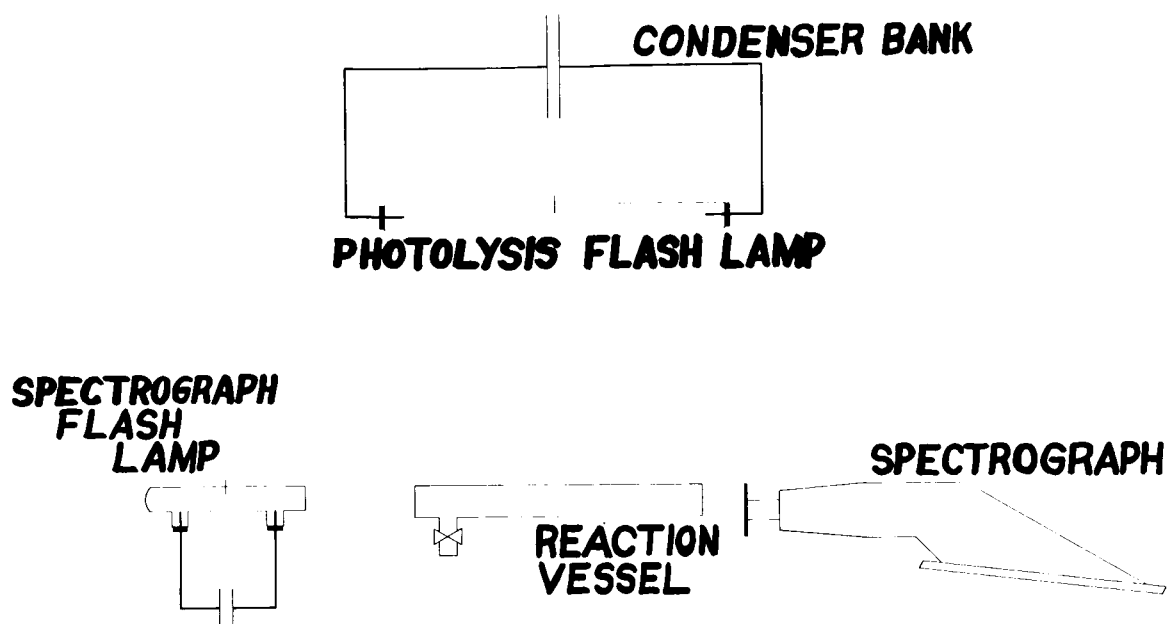 CONDENSER BANK
PHOTOLYSIS FLASH LAMP
SPECTROGRAPH
FLASH
LAMP
SPECTROGRAPH
REACTION
VESSEL